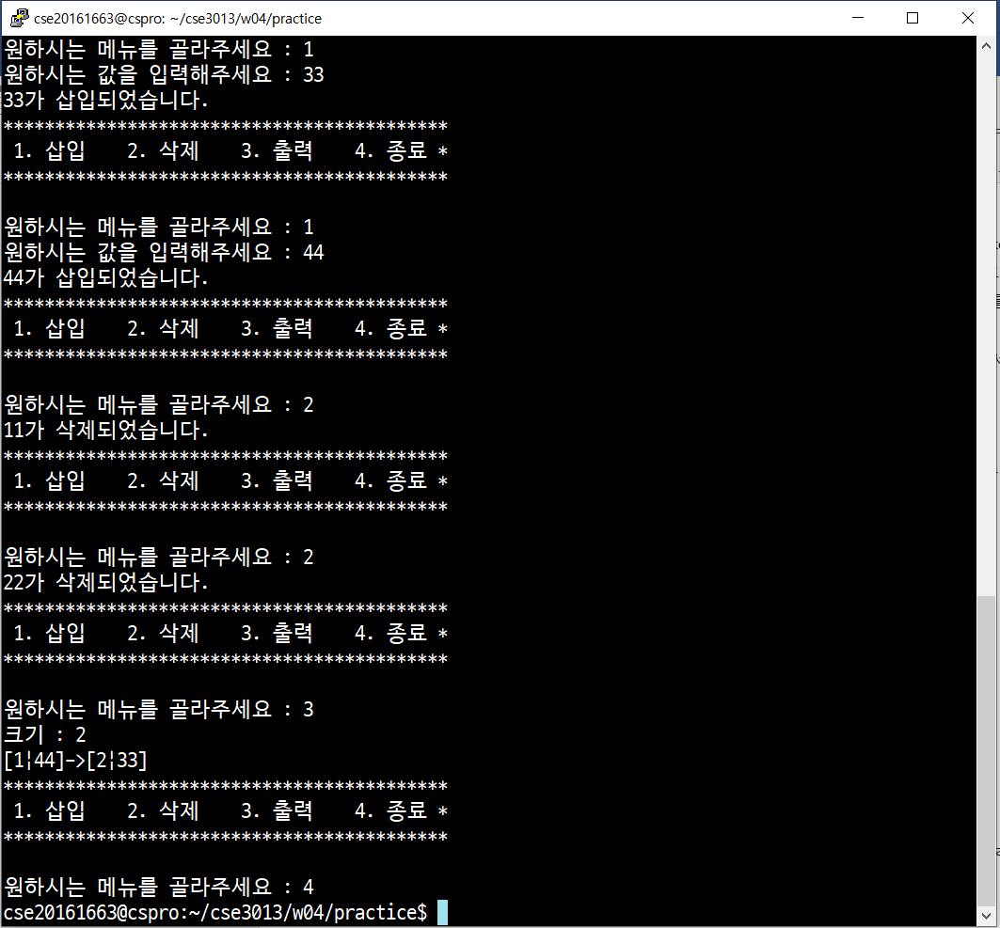 cse20161663@cspro: ~/cse3013/w04/practice
원하시는 메뉴를 골라주세요 : 1
원하시는 값을 입력해주세요 : 33
33가 삽입되었습니다.
*******************************************
1. 삽입    2. 삭제    3. 출력    4. 종료 *
*******************************************
원하시는 메뉴를 골라주세요 : 1
원하시는 값을 입력해주세요 : 44
44가 삽입되었습니다.
*******************************************
1. 삽입    2. 삭제    3. 출력    4. 종료 *
*******************************************
원하시는 메뉴를 골라주세요 : 2
11가 삭제되었습니다.
*******************************************
1. 삽입    2. 삭제    3. 출력    4. 종료 *
*******************************************
원하시는 메뉴를 골라주세요 : 2
22가 삭제되었습니다.
*******************************************
1. 삽입    2. 삭제    3. 출력    4. 종료 *
*******************************************
원하시는 메뉴를 골라주세요 : 3
크기 : 2
[1¦44]->[2¦33]
*******************************************
1. 삽입    2. 삭제    3. 출력    4. 종료 *
*******************************************
원하시는 메뉴를 골라주세요 : 4
cse20161663@cspro:~/cse3013/w04/practice$